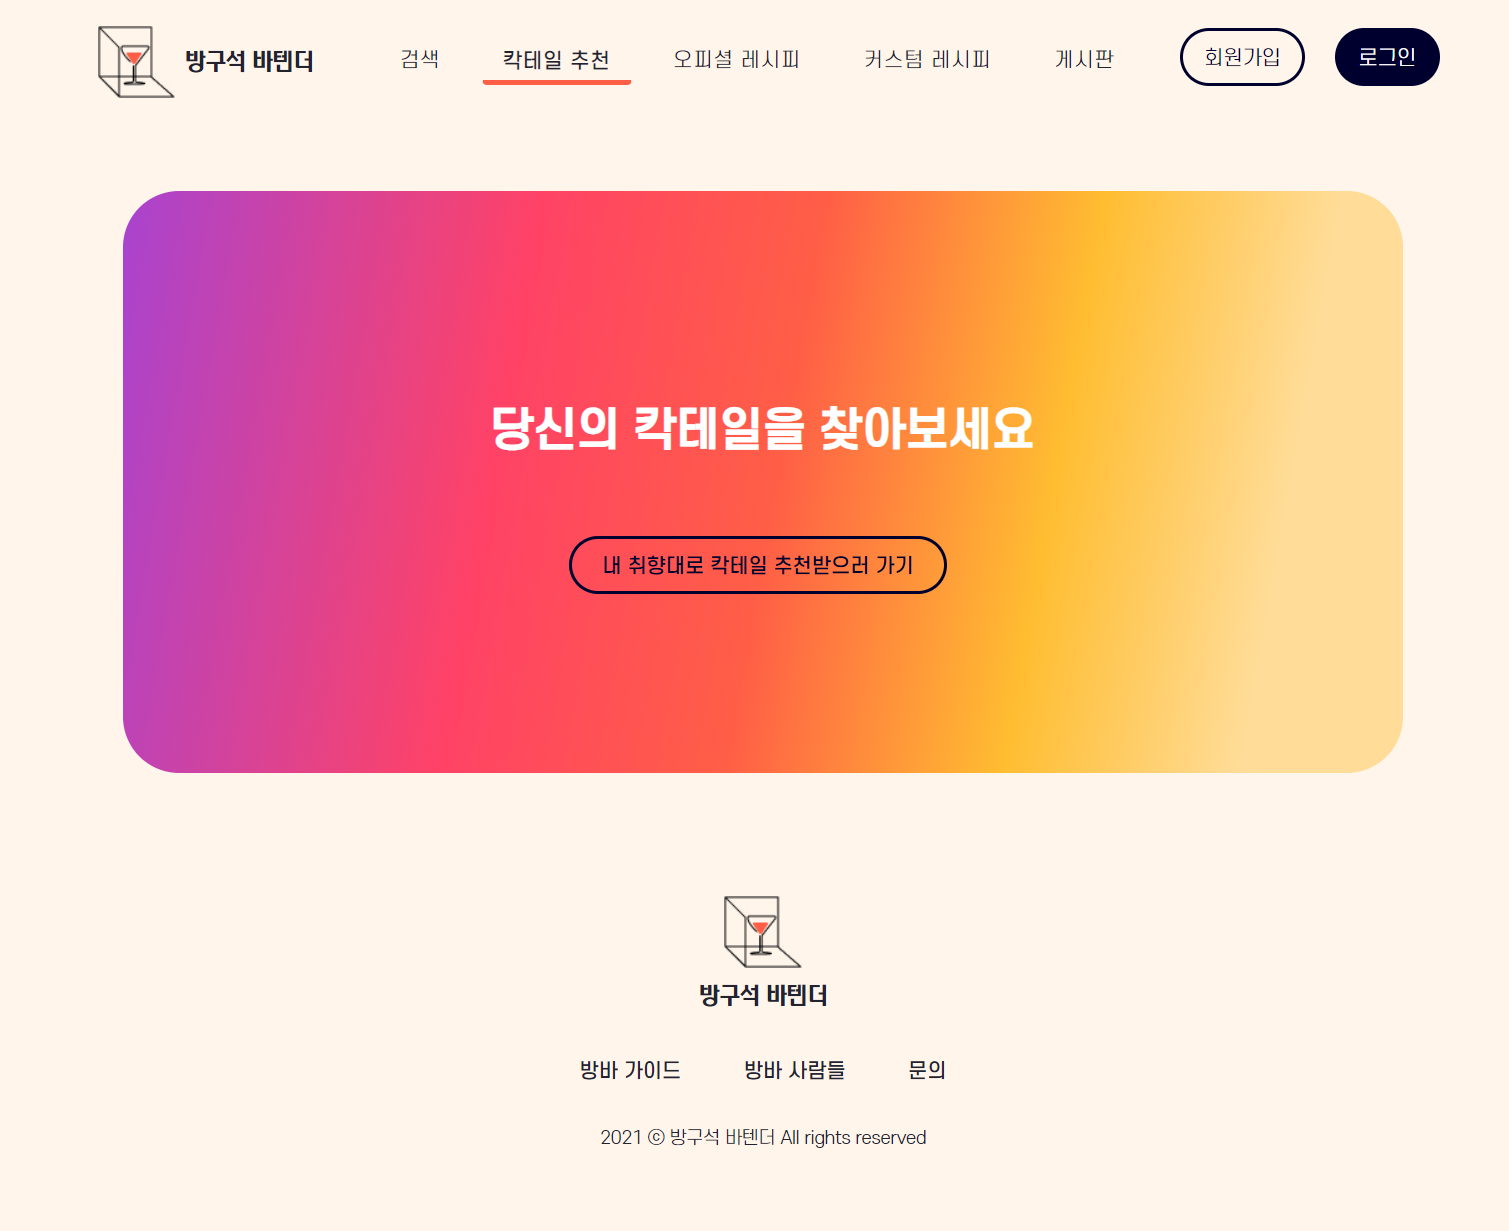 방구석 바텐더
검색
칵테일 추천
오피셜 레시피
커스텀 레시피
게시판
회원가입
로그인
당신의 칵테일을 찾아보세요
내 취향대로 칵테일 추천받으러 가기
방구석 바텐더
방바 가이드
방바 사람들
문의
2021 ⓒ 방구석 바텐더 All rights reserved